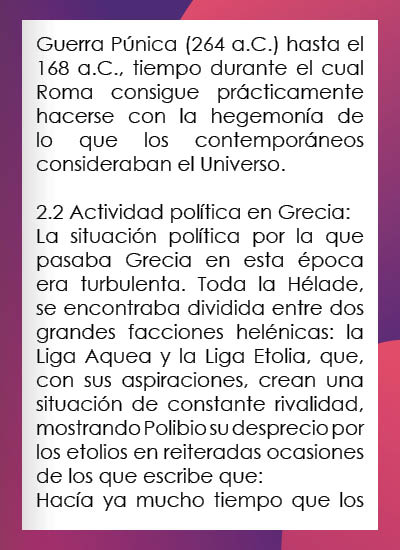 Guerra Púnica (264 a.C.) hasta el
168 a.C., tiempo durante el cual
Roma consigue prácticamente
hacerse con la hegemonía de
lo que los contemporáneos
consideraban el Universo.

2.2 Actividad política en Grecia:
La situación política por la que
pasaba Grecia en esta época
era turbulenta. Toda la Hélade,
se encontraba dividida entre dos
grandes facciones helénicas: la
Liga Aquea y la Liga Etolia, que,
con sus aspiraciones, crean una
situación de constante rivalidad,
mostrando Polibio su desprecio por
los etolios en reiteradas ocasiones
de los que escribe que:
Hacía ya mucho tiempo que los